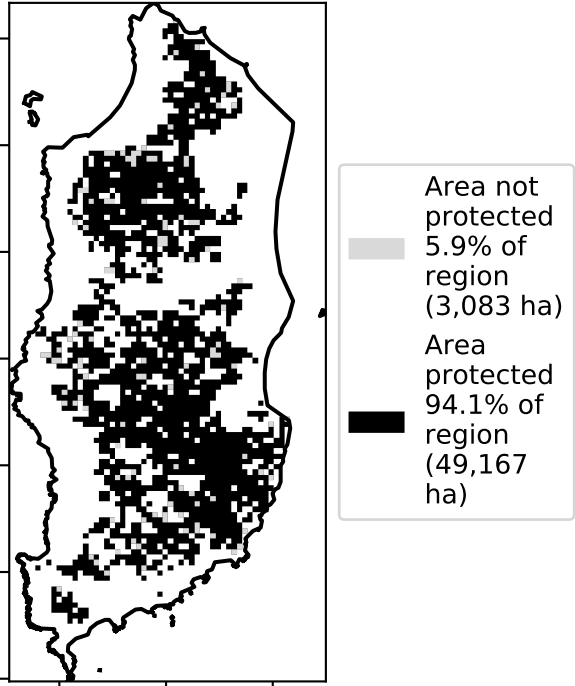 Area not
protected
5.9% of
region
(3,083 ha)
Area
protected
94.1% of
region
(49,167
ha)